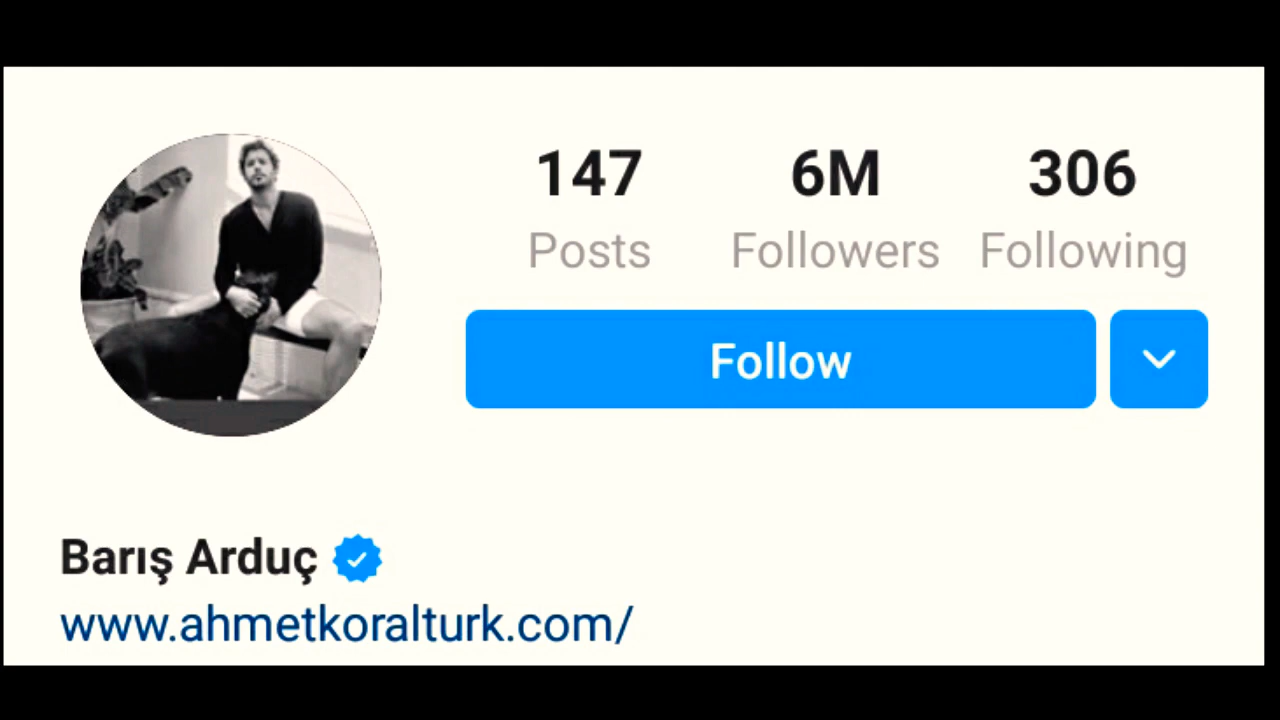 147 6M 306
Posts Followers Following
Follow
Barış Arduç
www.ahmetkoralturk.com/